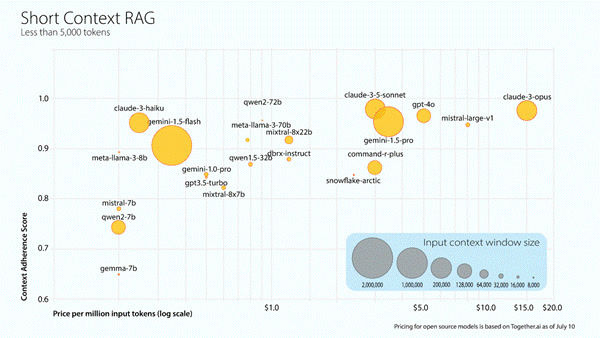 Short Context RAG
Less than 5,000 tokens
Context Adherence Score
1.0
0.9
0.8
0.7
0.6
claude-3-haiku
gemini-1.5-flash
meta-llama-3-8b
mistral-7b
qwen2-7b
gemma-7b
gemini-1.0-pro
gpt3.5-turbo
mixtral-8x7b
qwen2-72b
meta-llama-3-70b
mixtral-8x22b
dbrx-instruct
qwen1.5-32b
claude-3-5-sonnet
gpt-4o
claude-3-opus
mistral-large-v1
gemini-1.5-pro
command-r-plus
snowflake-arctic
Input context window size
2,000,000
1,000,000
200,000
128,000
64,000
32,000
16,000
8,000
Price per million input tokens (log scale)
$1.0
$5.0
$10.0
$15.0
$20.0
Pricing for open source models is based on Together.ai as of July 10